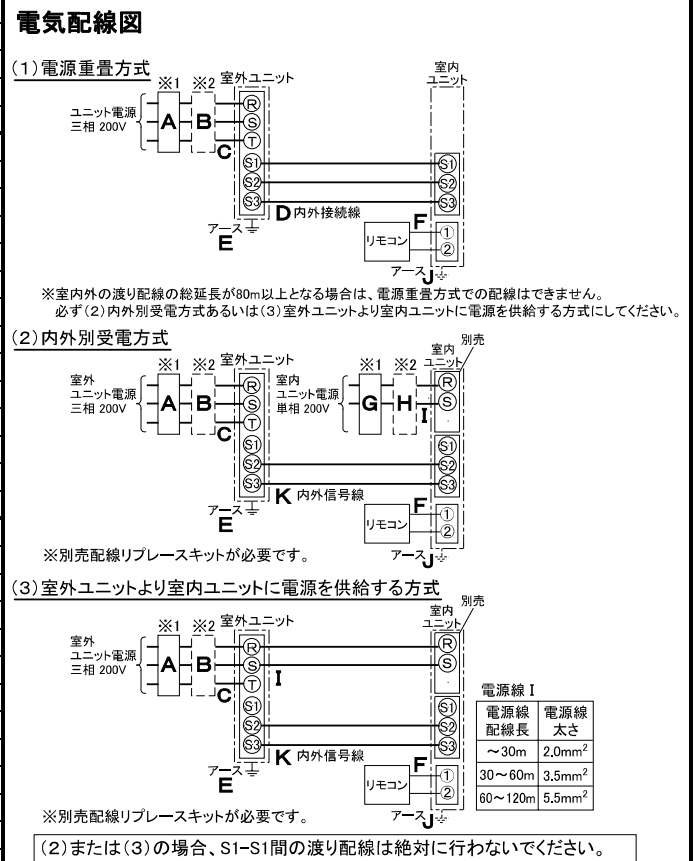 電気配線図
(1)電源重畳方式
※1 ※2 室外ユニット
室内
ユニット
ユニット電源
三相 200V
A B
C
R
S
T
S1 S1
S2 S2
S3 S3
D 内外接続線
アース
E
リモコン
F
①
②
アース J
※室内外の渡り配線の総延長が80m以上となる場合は、電源重畳方式での配線はできません。
必ず(2)内外別受電方式あるいは(3)室外ユニットより室内ユニットに電源を供給する方式にしてください。
(2)内外別受電方式
※1 ※2 室外ユニット
室外
ユニット電源
三相 200V
A B
C
R
S
T
S1
S2
S3
室内
ユニット電源
単相 200V
※1 ※2
G H
I
室内
ユニット
別売
R
S
S1
S2
S3
K 内外信号線
アース
E
リモコン
F
①
②
アース J
※別売配線リプレースキットが必要です。
(3)室外ユニットより室内ユニットに電源を供給する方式
※1 ※2 室外ユニット
室外
ユニット電源
三相 200V
A B
C
R
S
T
S1
S2
S3
I
室内
ユニット
別売
R
S
S1
S2
S3
K 内外信号線
アース
E
リモコン
F
①
②
アース J
電源線 I
電源線配線長 電源線太さ
～30m 2.0mm²
30～60m 3.5mm²
60～120m 5.5mm²
※別売配線リプレースキットが必要です。
(2)または(3)の場合、S1-S1間の渡り配線は絶対に行わないでください。